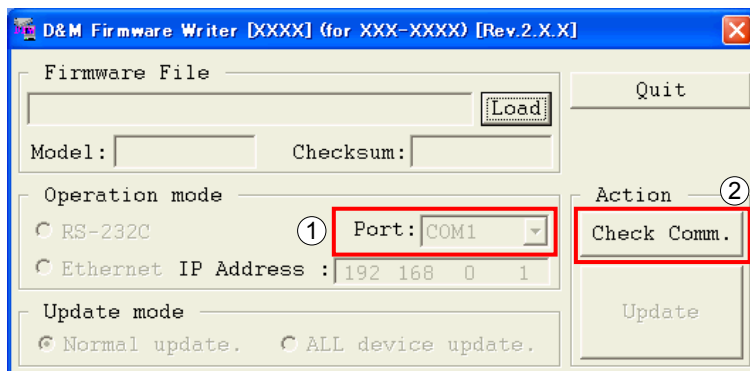 D&M Firmware Writer [XXXX] (for XXX-XXXX) [Rev.2.X.X]
Firmware File
Load
Quit
Model:
Checksum:
Operation mode
Action
②
RS-232C
①
Port: COM1
Check Comm.
Ethernet IP Address : 192 168 0 1
Update mode
Update
Normal update.
ALL device update.